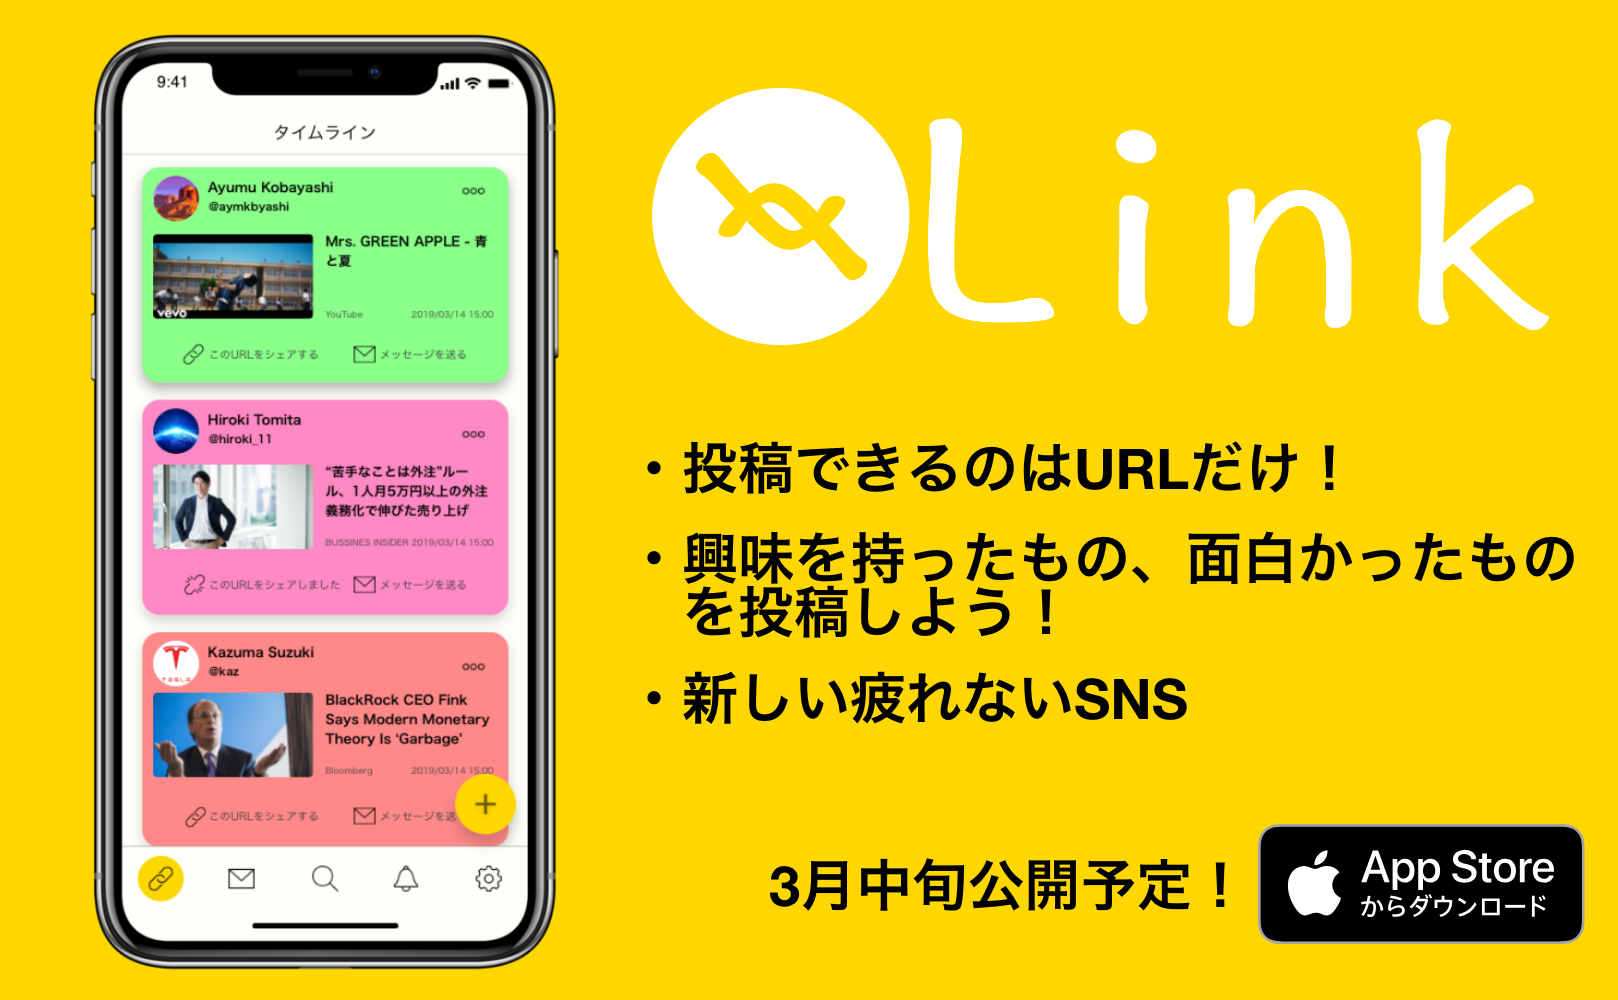 9:41
タイムライン
Ayumu Kobayashi
@aymkbyashi
Mrs. GREEN APPLE - 青
と夏
vevo
YouTube 2019/03/14 15:00
このURLをシェアする メッセージを送る
Hiroki Tomita
@hiroki_11
“苦手なことは外注”ルー
ル、1人月5万円以上の外注
義務化で伸びた売り上げ
BUSSINES INSIDER 2019/03/14 15:00
このURLをシェアしました メッセージを送る
Kazuma Suzuki
@kaz
TESLA
BlackRock CEO Fink
Says Modern Monetary
Theory Is ‘Garbage’
Bloomberg 2019/03/14 15:00
このURLをシェアする メッセージを送
Link
・投稿できるのはURLだけ！
・興味を持ったもの、面白かったもの
を投稿しよう！
・新しい疲れないSNS
3月中旬公開予定！
App Store
からダウンロード